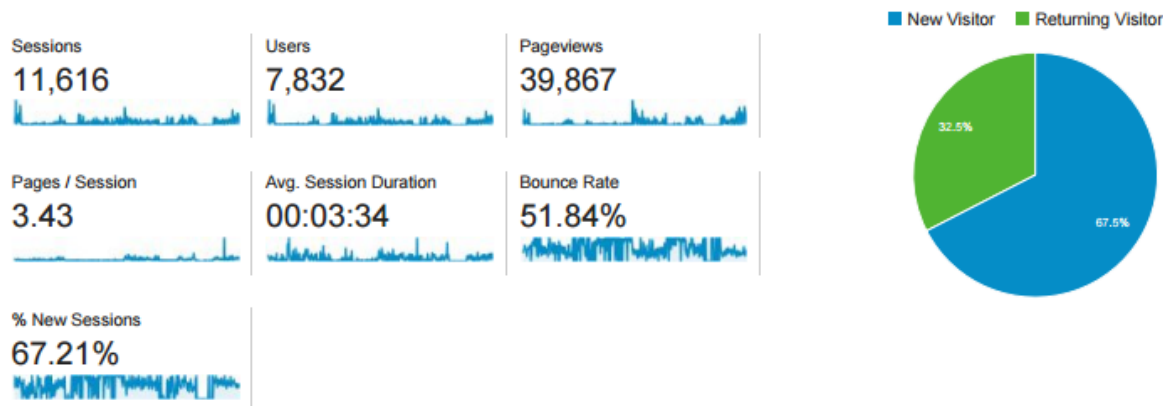 New Visitor
Returning Visitor
Sessions
11,616
Users
7,832
Pageviews
39,867
32.5%
67.5%
Pages / Session
3.43
Avg. Session Duration
00:03:34
Bounce Rate
51.84%
% New Sessions
67.21%